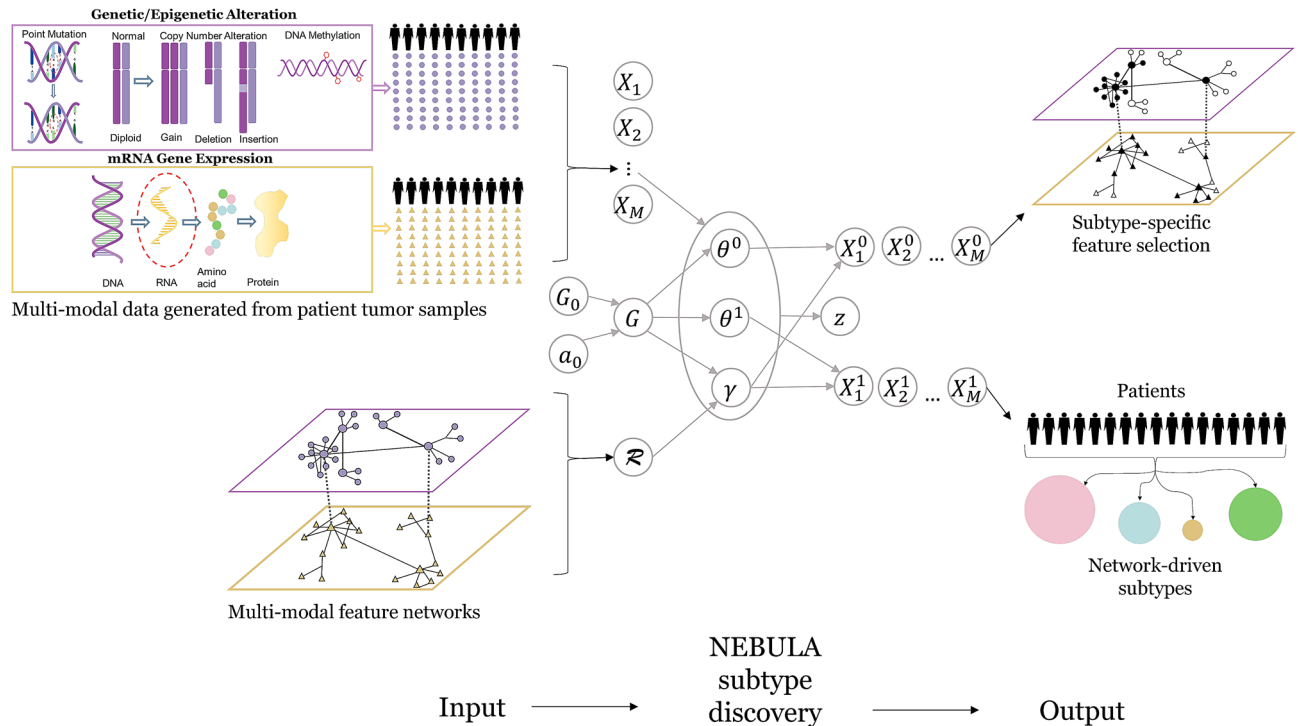 Genetic/Epigenetic Alteration
Point Mutation
Normal
Copy Number Alteration
DNA Methylation
Diploid
Gain
Deletion
Insertion
mRNA Gene Expression
DNA
RNA
Amino
acid
Protein
Multi-modal data generated from patient tumor samples
Multi-modal feature networks
X₁
X₂
⋮
X_M
G₀
a₀
G
𝓡
θ⁰
θ¹
γ
z
X₁⁰ X₂⁰ ... X_M⁰
X₁¹ X₂¹ ... X_M¹
Subtype-specific
feature selection
Patients
Network-driven
subtypes
Input
NEBULA
subtype
discovery
Output